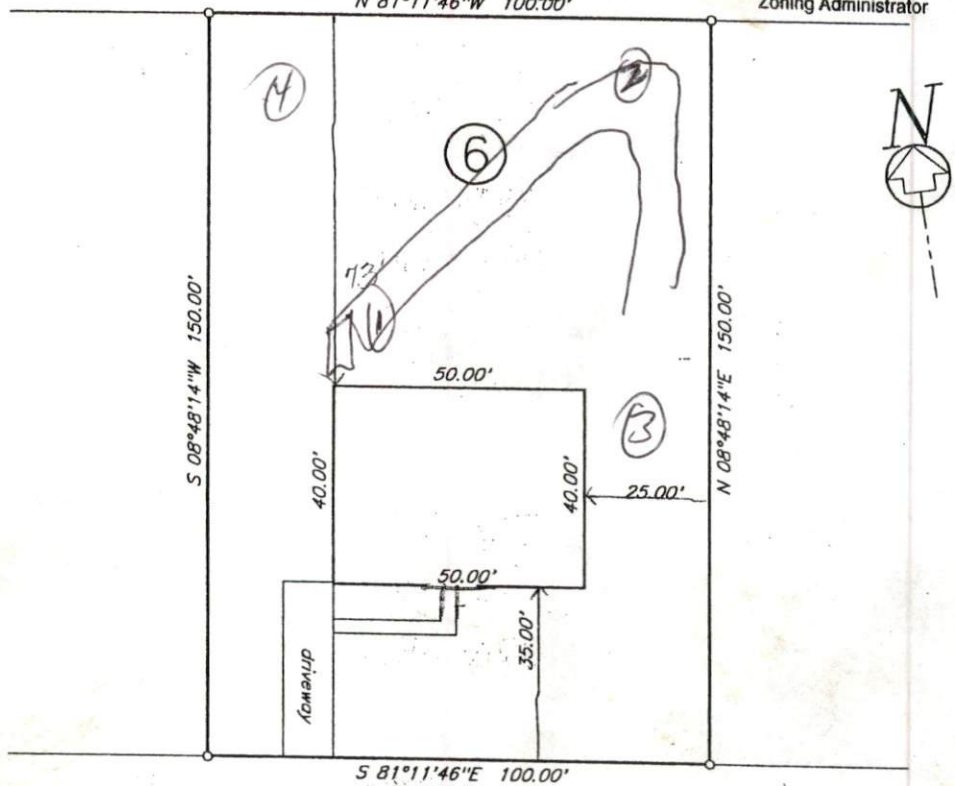 N 81°11'46"W 100.00'
Zoning Administrator
4
2
N
6
73'
1
S 08°48'14"W 150.00'
N 08°48'14"E 150.00'
50.00'
3
40.00'
40.00'
25.00'
50.00'
35.00'
driveway
S 81°11'46"E 100.00'